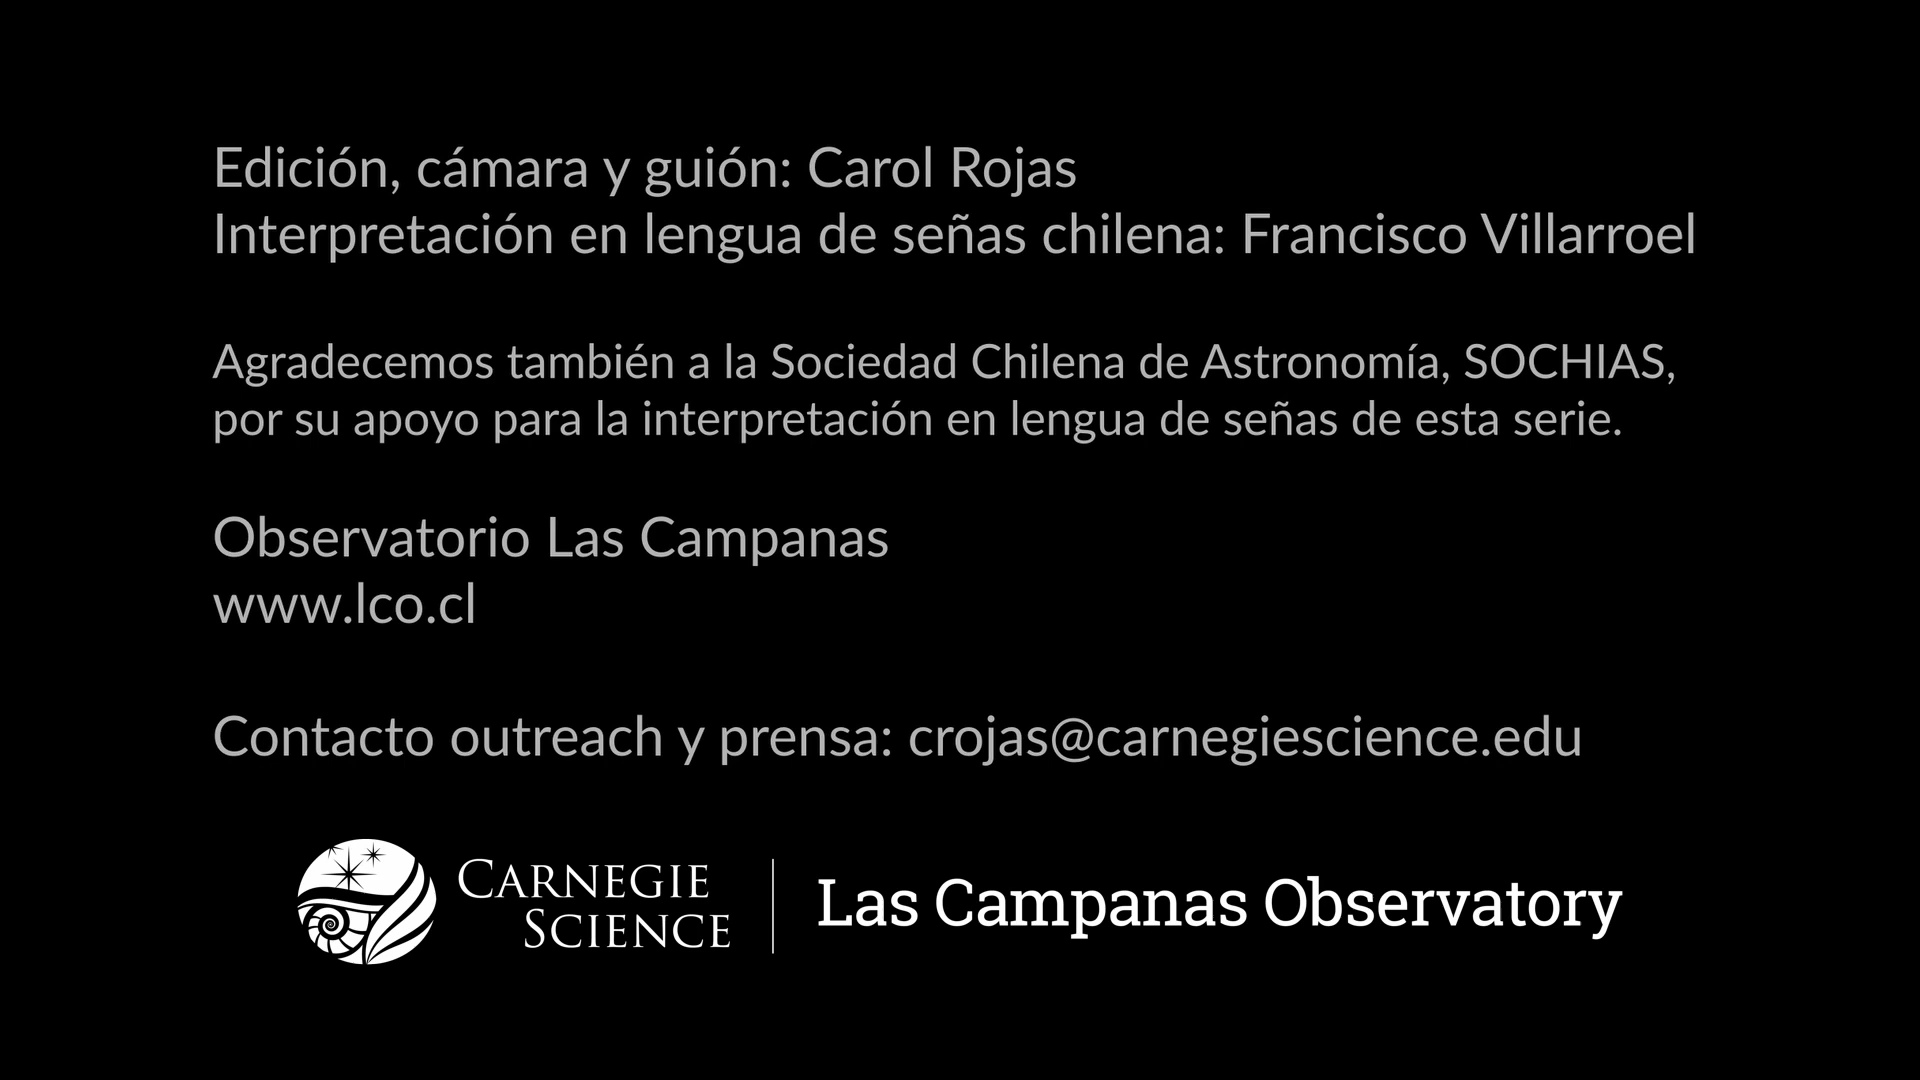 Edición, cámara y guión: Carol Rojas
Interpretación en lengua de señas chilena: Francisco Villarroel
Agradecemos también a la Sociedad Chilena de Astronomía, SOCHIAS,
por su apoyo para la interpretación en lengua de señas de esta serie.
Observatorio Las Campanas
www.lco.cl
Contacto outreach y prensa: crojas@carnegiescience.edu
CARNEGIE
SCIENCE
Las Campanas Observatory